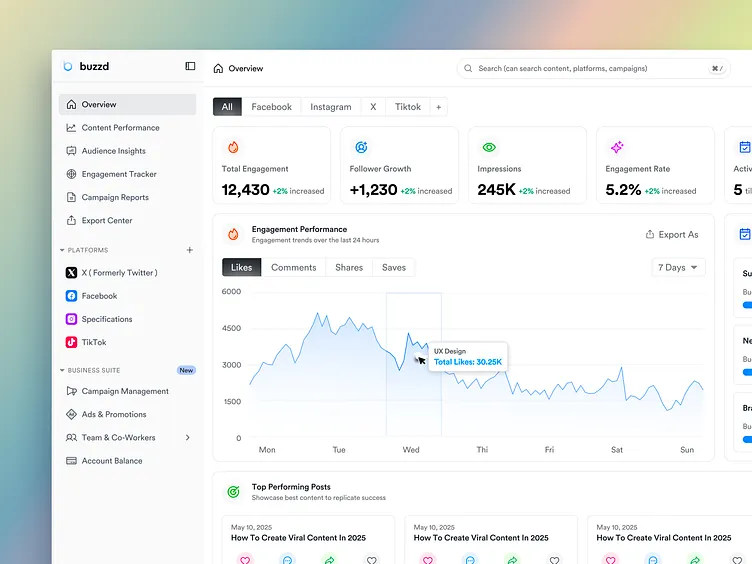 buzzd
Overview
Search (can search content, platforms, campaigns)
⌘ /
Overview
Content Performance
Audience Insights
Engagement Tracker
Campaign Reports
Export Center
PLATFORMS
X ( Formerly Twitter )
Facebook
Specifications
TikTok
BUSINESS SUITE
New
Campaign Management
Ads & Promotions
Team & Co-Workers
Account Balance
All
Facebook
Instagram
X
Tiktok
+
Total Engagement
12,430 +2% increased
Follower Growth
+1,230 +2% increased
Impressions
245K +2% increased
Engagement Rate
5.2% +2% increased
Engagement Performance
Engagement trends over the last 24 hours
Export As
Likes
Comments
Shares
Saves
7 Days
6000
4500
3000
1500
0
UX Design
Total Likes: 30.25K
Mon
Tue
Wed
Thi
Fri
Sat
Sun
Top Performing Posts
Showcase best content to replicate success
May 10, 2025
How To Create Viral Content In 2025
May 10, 2025
How To Create Viral Content In 2025
May 10, 2025
How To Create Viral Content In 2025